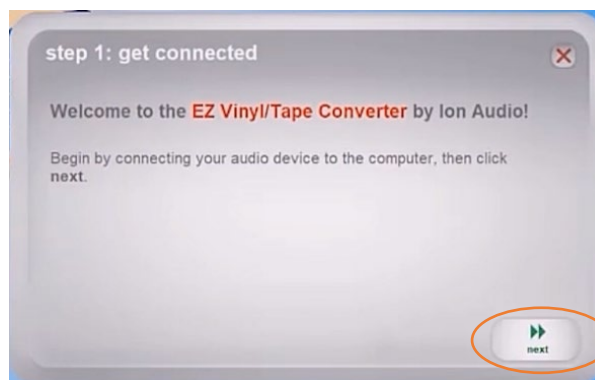 step 1: get connected
Welcome to the EZ Vinyl/Tape Converter by Ion Audio!
Begin by connecting your audio device to the computer, then click
next.
next